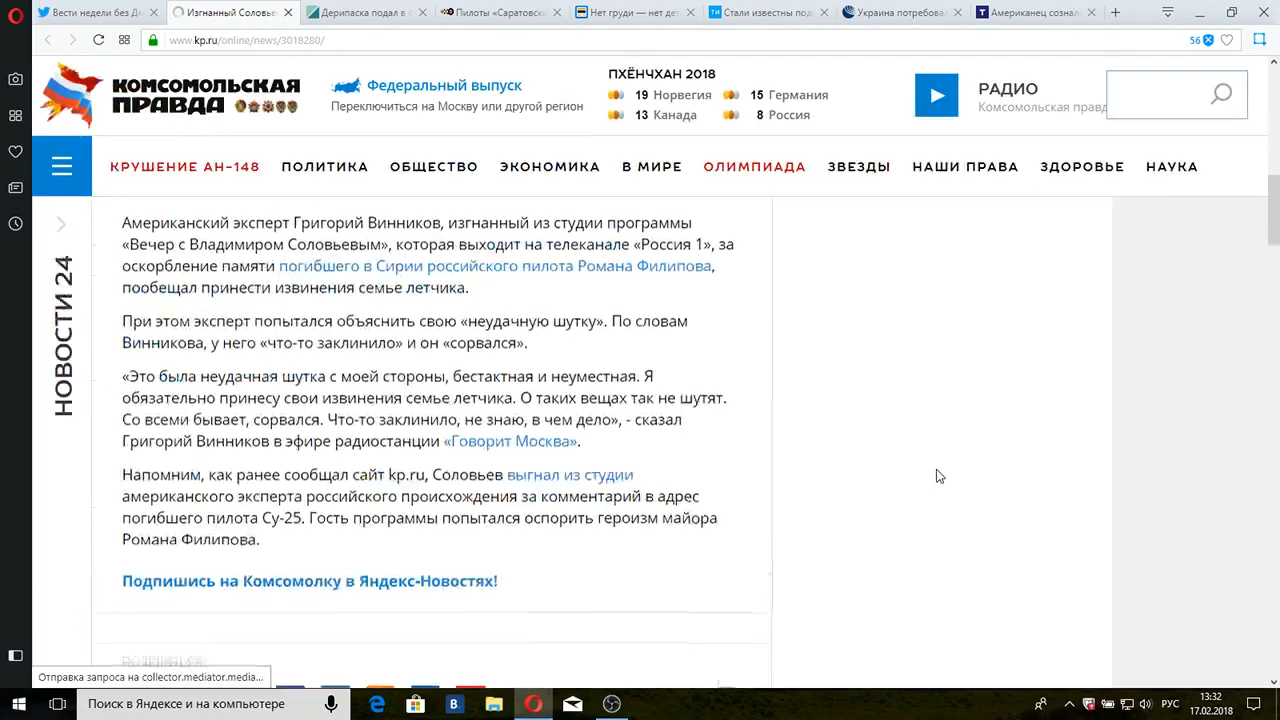 Вести недели без Д
Изгнанный Соловье
Дерипаска подал в с
Пилоты «Саратовск
Нет груди — нет дет
Стали известны под
Украина потребова
Американец сознал
www.kp.ru/online/news/3018280/
56
КОМСОМОЛЬСКАЯ
ПРАВДА
Федеральный выпуск
Переключиться на Москву или другой регион
ПХЁНЧХАН 2018
19 Норвегия
15 Германия
13 Канада
8 Россия
РАДИО
Комсомольская правд
КРУШЕНИЕ АН-148 ПОЛИТИКА ОБЩЕСТВО ЭКОНОМИКА В МИРЕ ОЛИМПИАДА ЗВЕЗДЫ НАШИ ПРАВА ЗДОРОВЬЕ НАУКА
НОВОСТИ 24
Американский эксперт Григорий Винников, изгнанный из студии программы
«Вечер с Владимиром Соловьевым», которая выходит на телеканале «Россия 1», за
оскорбление памяти погибшего в Сирии российского пилота Романа Филипова,
пообещал принести извинения семье летчика.
При этом эксперт попытался объяснить свою «неудачную шутку». По словам
Винникова, у него «что-то заклинило» и он «сорвался».
«Это была неудачная шутка с моей стороны, бестактная и неуместная. Я
обязательно принесу свои извинения семье летчика. О таких вещах так не шутят.
Со всеми бывает, сорвался. Что-то заклинило, не знаю, в чем дело», - сказал
Григорий Винников в эфире радиостанции «Говорит Москва».
Напомним, как ранее сообщал сайт kp.ru, Соловьев выгнал из студии
американского эксперта российского происхождения за комментарий в адрес
погибшего пилота Су-25. Гость программы попытался оспорить героизм майора
Романа Филипова.
Подпишись на Комсомолку в Яндекс-Новостях!
Отправка запроса на collector.mediator.media...
Поиск в Яндексе и на компьютере
РУС
13:32
17.02.2018